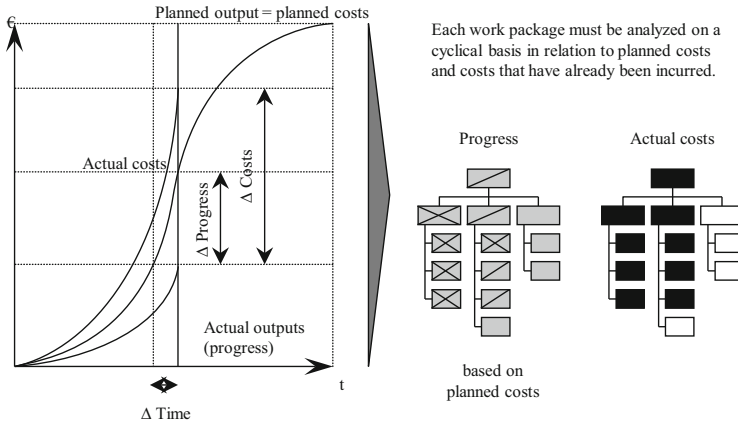 Planned output = planned costs
€
Actual costs
Δ Progress
Δ Costs
Actual outputs
(progress)
t
Δ Time
Each work package must be analyzed on a
cyclical basis in relation to planned costs
and costs that have already been incurred.
Progress
Actual costs
based on
planned costs